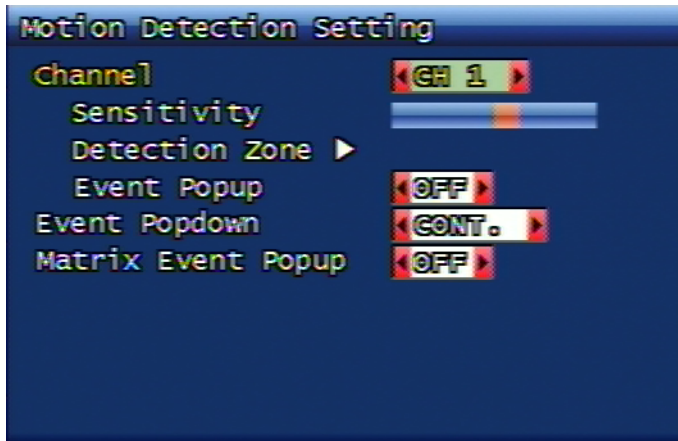 Motion Detection Setting
Channel CH 1
Sensitivity
Detection Zone
Event Popup OFF
Event Popdown CONT.
Matrix Event Popup OFF